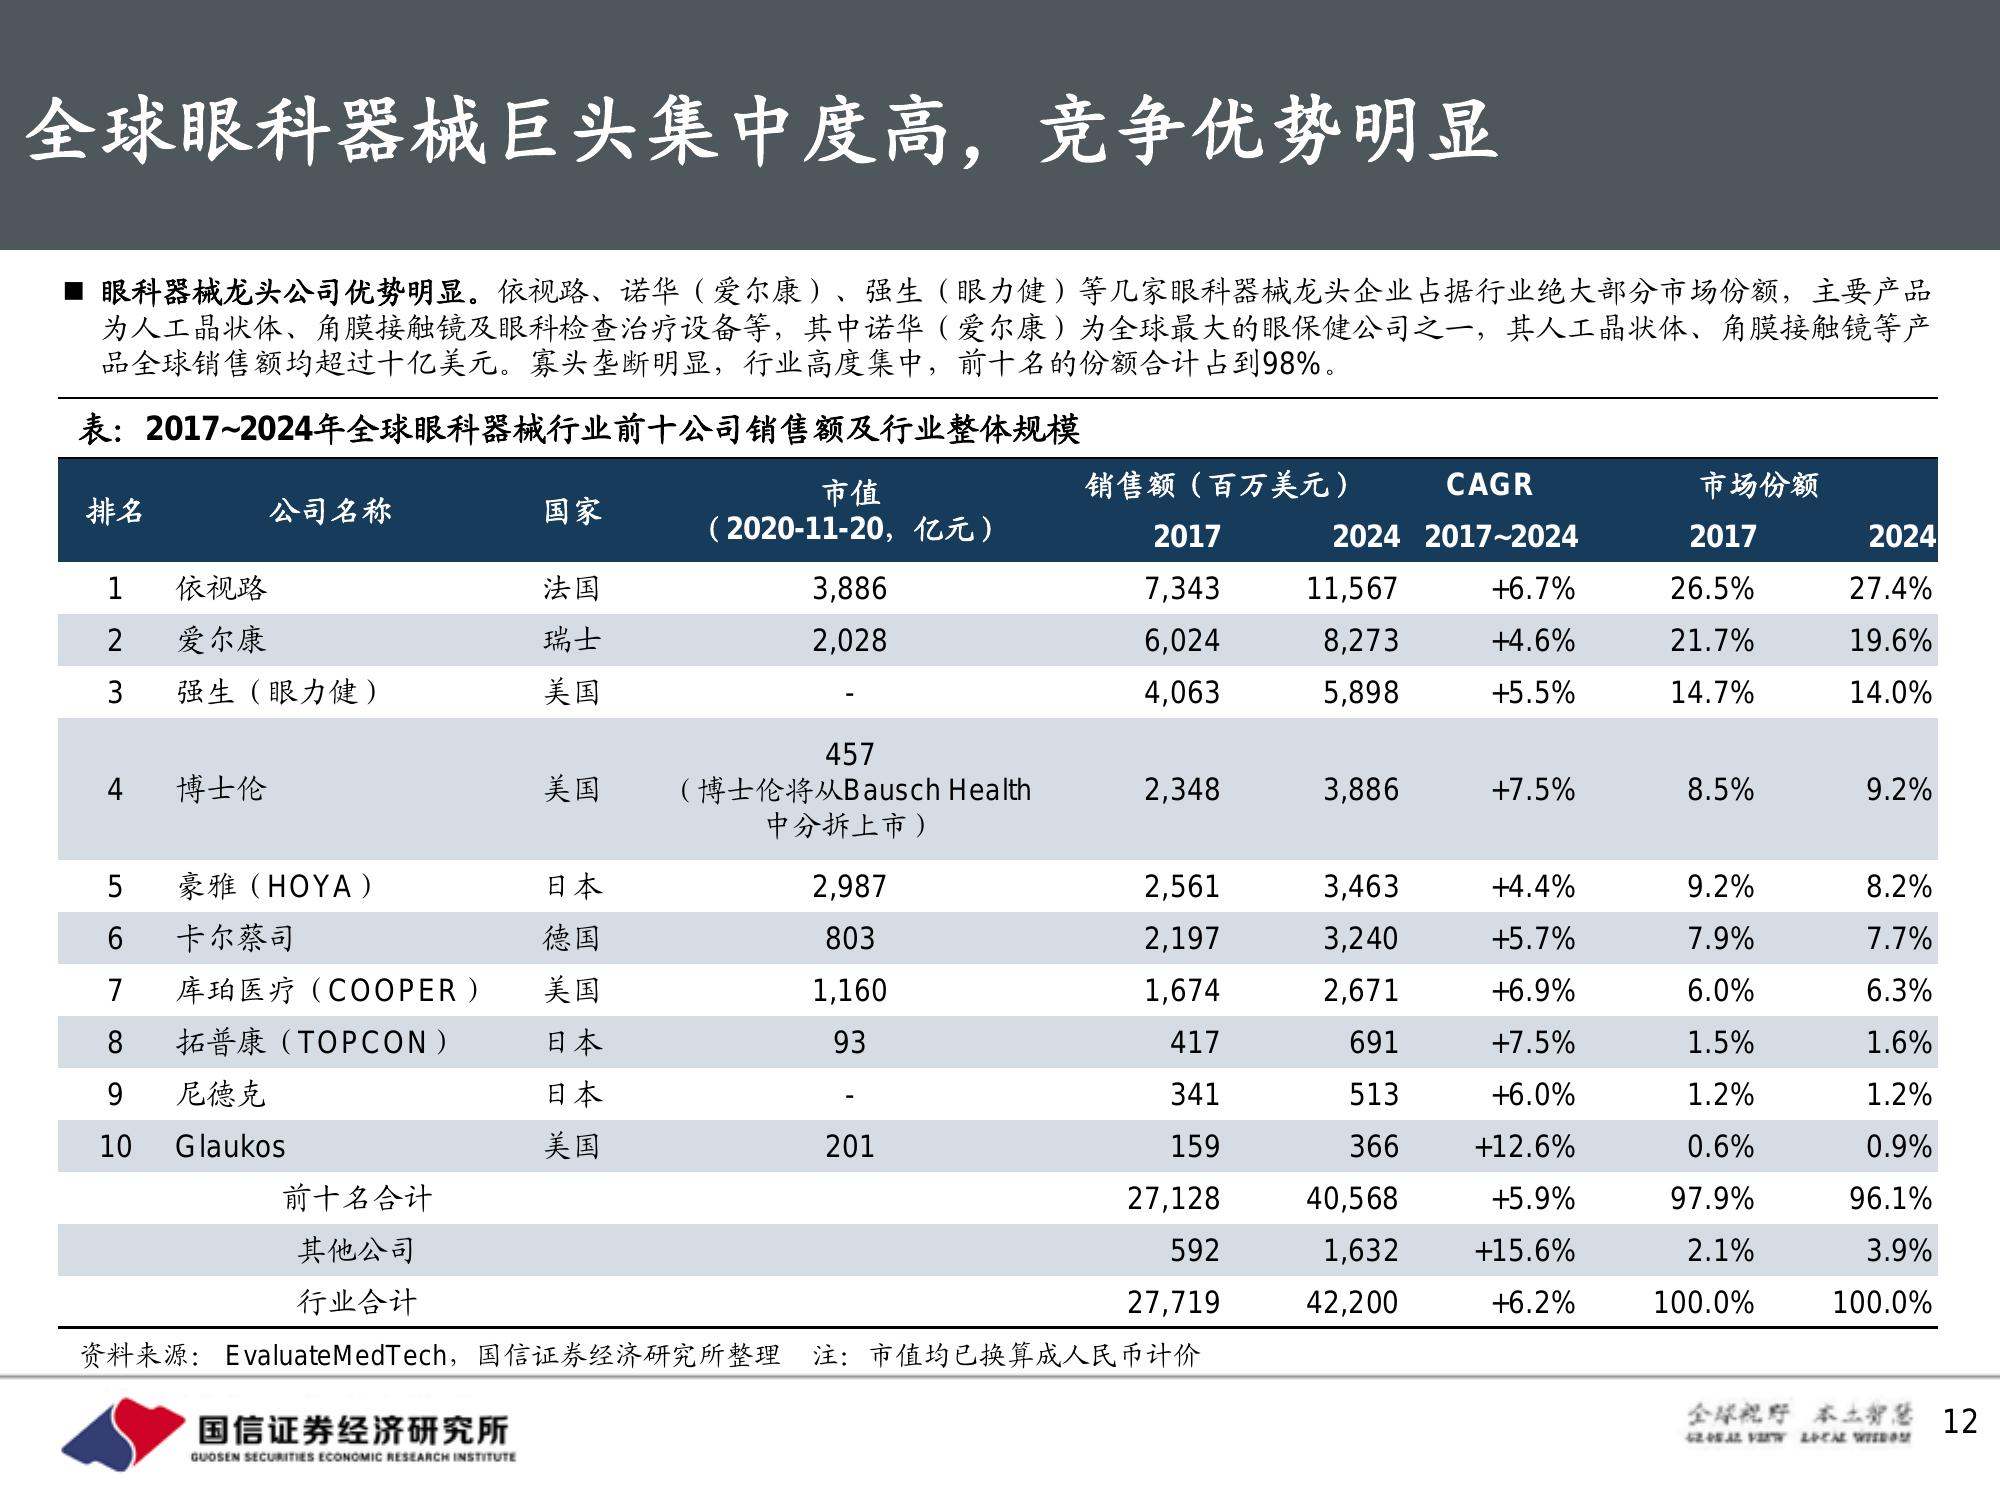 全球眼科器械巨头集中度高，竞争优势明显
■ 眼科器械龙头公司优势明显。依视路、诺华（爱尔康）、强生（眼力健）等几家眼科器械龙头企业占据行业绝大部分市场份额，主要产品
为人工晶状体、角膜接触镜及眼科检查治疗设备等，其中诺华（爱尔康）为全球最大的眼保健公司之一，其人工晶状体、角膜接触镜等产
品全球销售额均超过十亿美元。寡头垄断明显，行业高度集中，前十名的份额合计占到98%。
表：2017~2024年全球眼科器械行业前十公司销售额及行业整体规模
排名 公司名称 国家 市值（2020-11-20，亿元） 销售额（百万美元） CAGR 市场份额
2017 2024 2017~2024 2017 2024
1 依视路 法国 3,886 7,343 11,567 +6.7% 26.5% 27.4%
2 爱尔康 瑞士 2,028 6,024 8,273 +4.6% 21.7% 19.6%
3 强生（眼力健） 美国 - 4,063 5,898 +5.5% 14.7% 14.0%
4 博士伦 美国 457（博士伦将从Bausch Health中分拆上市） 2,348 3,886 +7.5% 8.5% 9.2%
5 豪雅（HOYA） 日本 2,987 2,561 3,463 +4.4% 9.2% 8.2%
6 卡尔蔡司 德国 803 2,197 3,240 +5.7% 7.9% 7.7%
7 库珀医疗（COOPER） 美国 1,160 1,674 2,671 +6.9% 6.0% 6.3%
8 拓普康（TOPCON） 日本 93 417 691 +7.5% 1.5% 1.6%
9 尼德克 日本 - 341 513 +6.0% 1.2% 1.2%
10 Glaukos 美国 201 159 366 +12.6% 0.6% 0.9%
前十名合计 27,128 40,568 +5.9% 97.9% 96.1%
其他公司 592 1,632 +15.6% 2.1% 3.9%
行业合计 27,719 42,200 +6.2% 100.0% 100.0%
资料来源： EvaluateMedTech，国信证券经济研究所整理 注：市值均已换算成人民币计价
国信证券经济研究所
GUOSEN SECURITIES ECONOMIC RESEARCH INSTITUTE
全球视野 本土智慧
GLOBAL VIEW LOCAL WISDOM
12